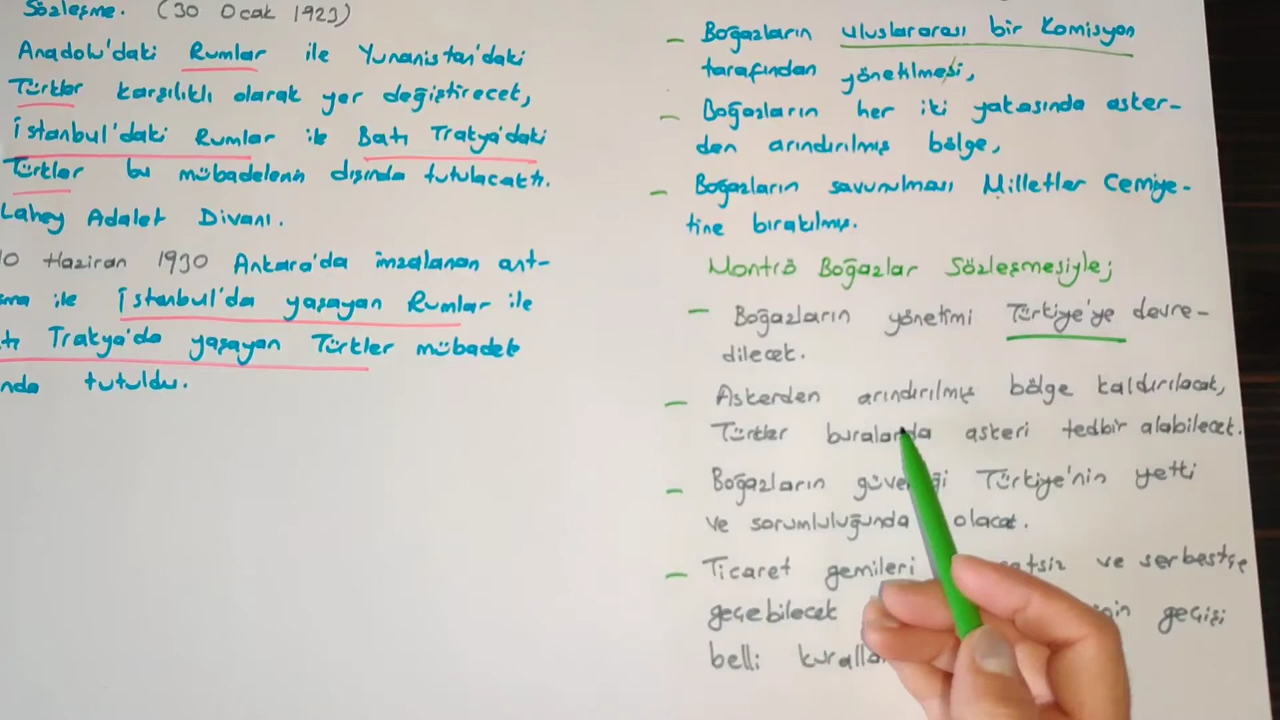 Sözleşme. (30 Ocak 1923)
Anadolu'daki Rumlar ile Yunanistan'daki
Türkler karşılıklı olarak yer değiştirecek,
İstanbul'daki Rumlar ile Batı Trakya'daki
Türkler bu mübadelenin dışında tutulacaktı.
Lahey Adalet Divanı.
10 Haziran 1930 Ankara'da imzalanan ant-
ile İstanbul'da yaşayan Rumlar ile
Trakya'da yaşayan Türkler mübadele
tutuldu.
- Boğazların uluslararası bir komisyon
tarafından yönetilmesi,
- Boğazların her iki yakasında asker-
den arındırılmış bölge,
- Boğazların savunulması Milletler Cemiye-
tine bırakılmış.
Montrö Boğazlar Sözleşmesiyle;
- Boğazların yönetimi Türkiye'ye devre-
dilecek.
- Askerden arındırılmış bölge kaldırılacak,
Türkler buralarda askeri tedbir alabilecek.
- Boğazların Türkiye'nin yetki
ve sorumluluğunda olacak.
- Ticaret gemileri ve serbestçe
geçebilecek geçişi
belli